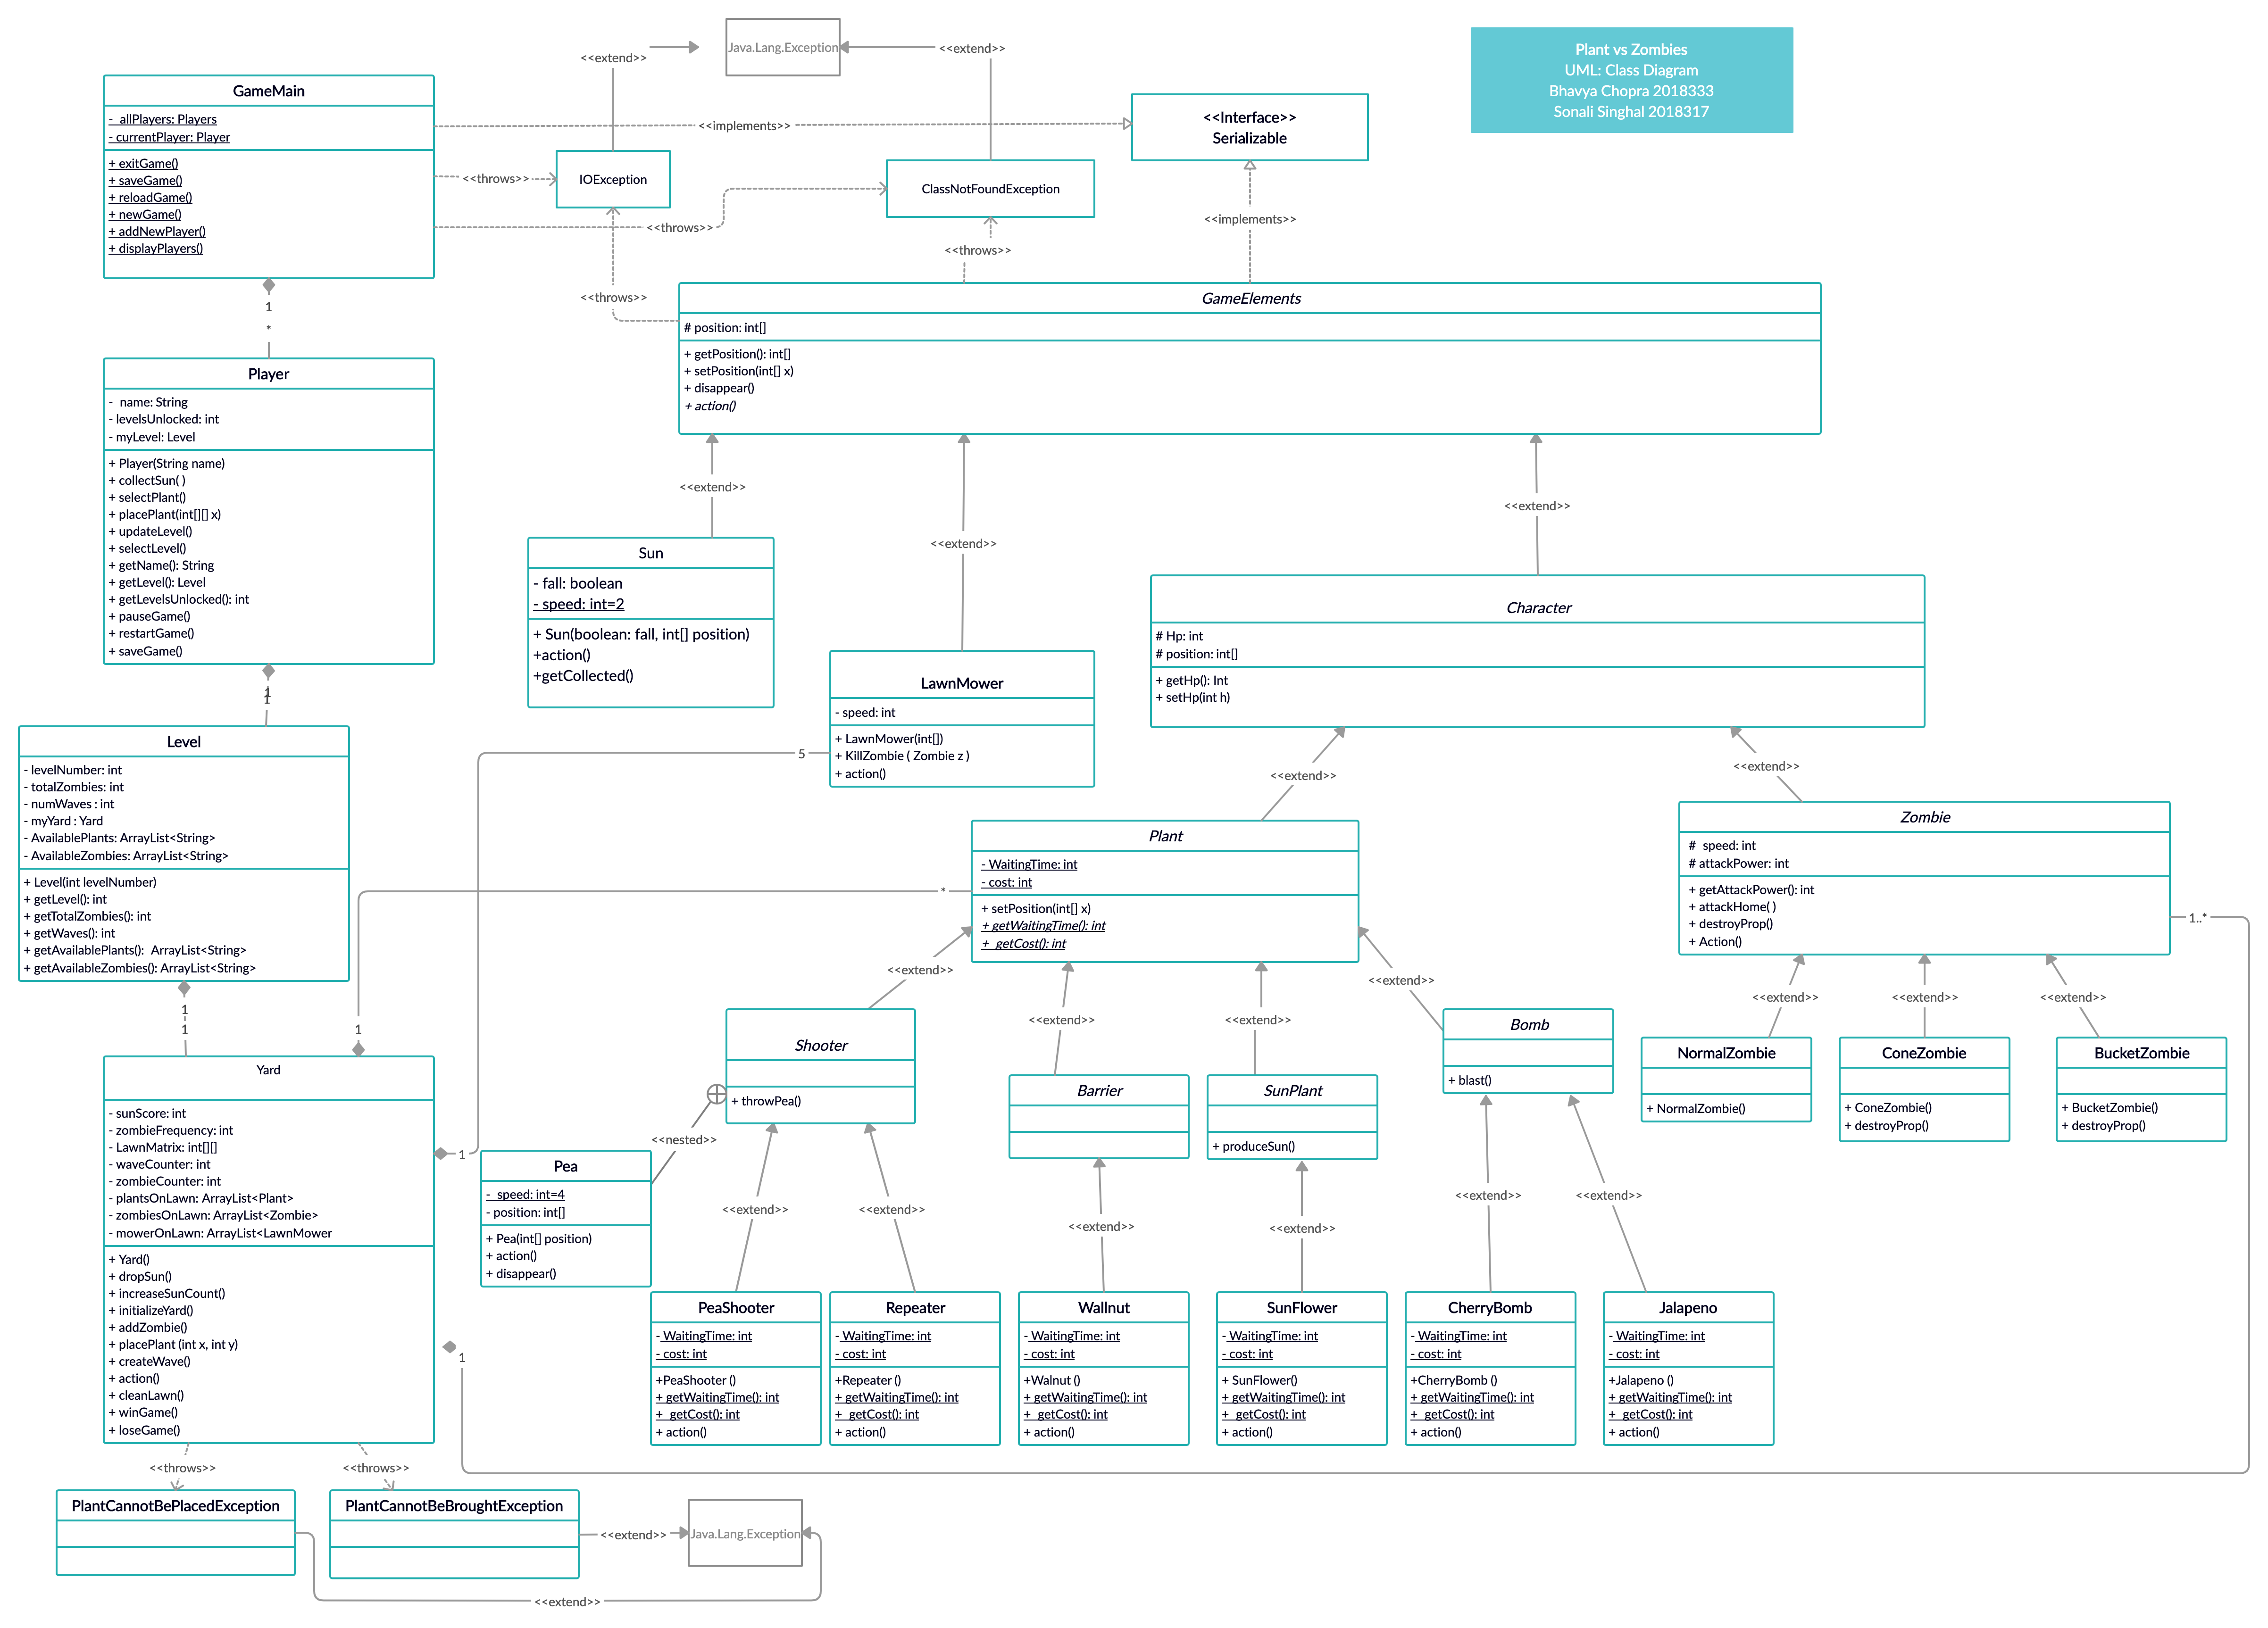 Plant vs Zombies
UML: Class Diagram
Bhavya Chopra 2018333
Sonali Singhal 2018317
Java.Lang.Exception
<<extend>>
<<extend>>
GameMain
- allPlayers: Players
- currentPlayer: Player
+ exitGame()
+ saveGame()
+ reloadGame()
+ newGame()
+ addNewPlayer()
+ displayPlayers()
<<implements>>
<<throws>>
<<throws>>
IOException
ClassNotFoundException
<<Interface>>
Serializable
<<throws>>
<<throws>>
<<implements>>
1
*
GameElements
# position: int[]
+ getPosition(): int[]
+ setPosition(int[] x)
+ disappear()
+ action()
Player
- name: String
- levelsUnlocked: int
- myLevel: Level
+ Player(String name)
+ collectSun( )
+ selectPlant()
+ placePlant(int[][] x)
+ updateLevel()
+ selectLevel()
+ getName(): String
+ getLevel(): Level
+ getLevelsUnlocked(): int
+ pauseGame()
+ restartGame()
+ saveGame()
1
1
<<extend>>
<<extend>>
<<extend>>
Sun
- fall: boolean
- speed: int=2
+ Sun(boolean: fall, int[] position)
+action()
+getCollected()
LawnMower
- speed: int
+ LawnMower(int[])
+ KillZombie ( Zombie z )
+ action()
5
Character
# Hp: int
# position: int[]
+ getHp(): Int
+ setHp(int h)
<<extend>>
<<extend>>
Level
- levelNumber: int
- totalZombies: int
- numWaves : int
- myYard : Yard
- AvailablePlants: ArrayList<String>
- AvailableZombies: ArrayList<String>
+ Level(int levelNumber)
+ getLevel(): int
+ getTotalZombies(): int
+ getWaves(): int
+ getAvailablePlants(): ArrayList<String>
+ getAvailableZombies(): ArrayList<String>
1
1
1
*
Plant
- WaitingTime: int
- cost: int
+ setPosition(int[] x)
+ getWaitingTime(): int
+ getCost(): int
Zombie
# speed: int
# attackPower: int
+ getAttackPower(): int
+ attackHome( )
+ destroyProp()
+ Action()
1..*
<<extend>>
<<extend>>
<<extend>>
<<extend>>
<<extend>>
<<extend>>
<<extend>>
Shooter
+ throwPea()
Barrier
SunPlant
+ produceSun()
Bomb
+ blast()
NormalZombie
+ NormalZombie()
ConeZombie
+ ConeZombie()
+ destroyProp()
BucketZombie
+ BucketZombie()
+ destroyProp()
Yard
- sunScore: int
- zombieFrequency: int
- LawnMatrix: int[][]
- waveCounter: int
- zombieCounter: int
- plantsOnLawn: ArrayList<Plant>
- zombiesOnLawn: ArrayList<Zombie>
- mowerOnLawn: ArrayList<LawnMower
+ Yard()
+ dropSun()
+ increaseSunCount()
+ initializeYard()
+ addZombie()
+ placePlant (int x, int y)
+ createWave()
+ action()
+ cleanLawn()
+ winGame()
+ loseGame()
1
1
<<nested>>
Pea
- speed: int=4
- position: int[]
+ Pea(int[] position)
+ action()
+ disappear()
<<extend>>
<<extend>>
<<extend>>
<<extend>>
<<extend>>
<<extend>>
PeaShooter
- WaitingTime: int
- cost: int
+PeaShooter ()
+ getWaitingTime(): int
+ getCost(): int
+ action()
Repeater
- WaitingTime: int
- cost: int
+Repeater ()
+ getWaitingTime(): int
+ getCost(): int
+ action()
Wallnut
- WaitingTime: int
- cost: int
+Walnut ()
+ getWaitingTime(): int
+ getCost(): int
+ action()
SunFlower
- WaitingTime: int
- cost: int
+ SunFlower()
+ getWaitingTime(): int
+ getCost(): int
+ action()
CherryBomb
- WaitingTime: int
- cost: int
+CherryBomb ()
+ getWaitingTime(): int
+ getCost(): int
+ action()
Jalapeno
- WaitingTime: int
- cost: int
+Jalapeno ()
+ getWaitingTime(): int
+ getCost(): int
+ action()
<<throws>>
<<throws>>
PlantCannotBePlacedException
PlantCannotBeBroughtException
<<extend>>
Java.Lang.Exception
<<extend>>